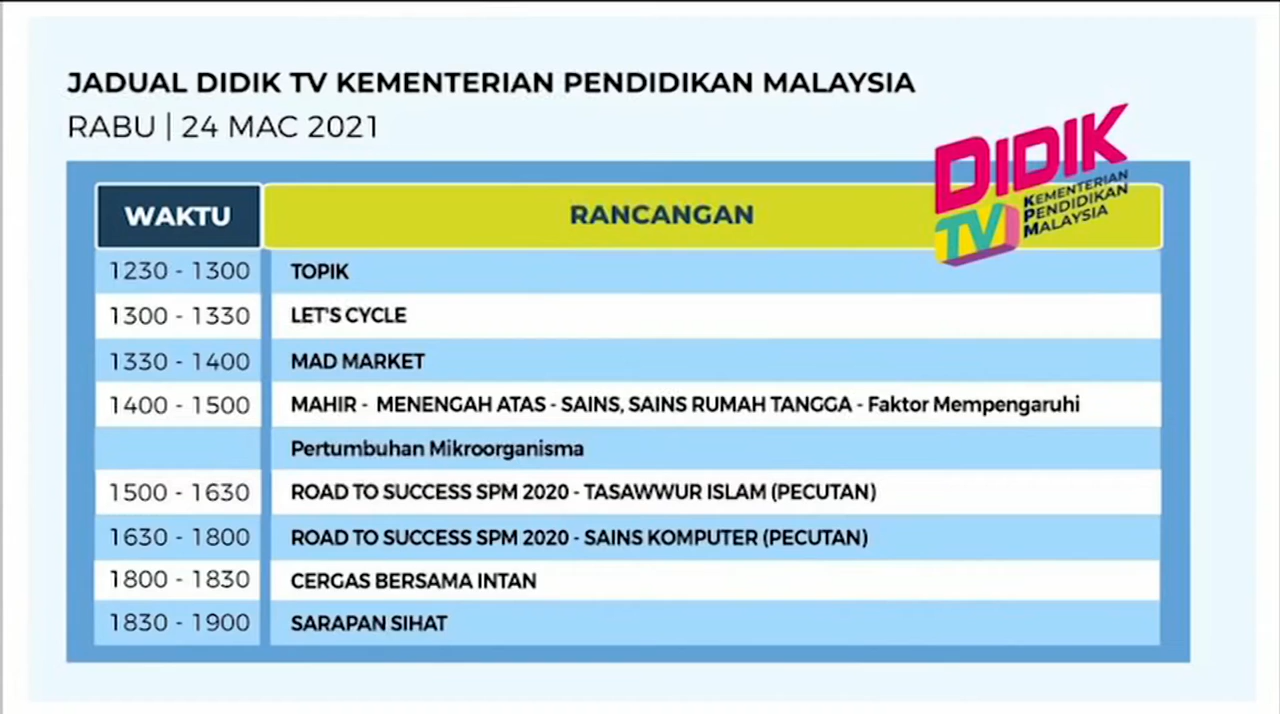 JADUAL DIDIK TV KEMENTERIAN PENDIDIKAN MALAYSIA
RABU | 24 MAC 2021
DIDIK
TV
KEMENTERIAN
PENDIDIKAN
MALAYSIA
WAKTU RANCANGAN
1230 - 1300 TOPIK
1300 - 1330 LET'S CYCLE
1330 - 1400 MAD MARKET
1400 - 1500 MAHIR - MENENGAH ATAS - SAINS, SAINS RUMAH TANGGA - Faktor Mempengaruhi
Pertumbuhan Mikroorganisma
1500 - 1630 ROAD TO SUCCESS SPM 2020 - TASAWWUR ISLAM (PECUTAN)
1630 - 1800 ROAD TO SUCCESS SPM 2020 - SAINS KOMPUTER (PECUTAN)
1800 - 1830 CERGAS BERSAMA INTAN
1830 - 1900 SARAPAN SIHAT